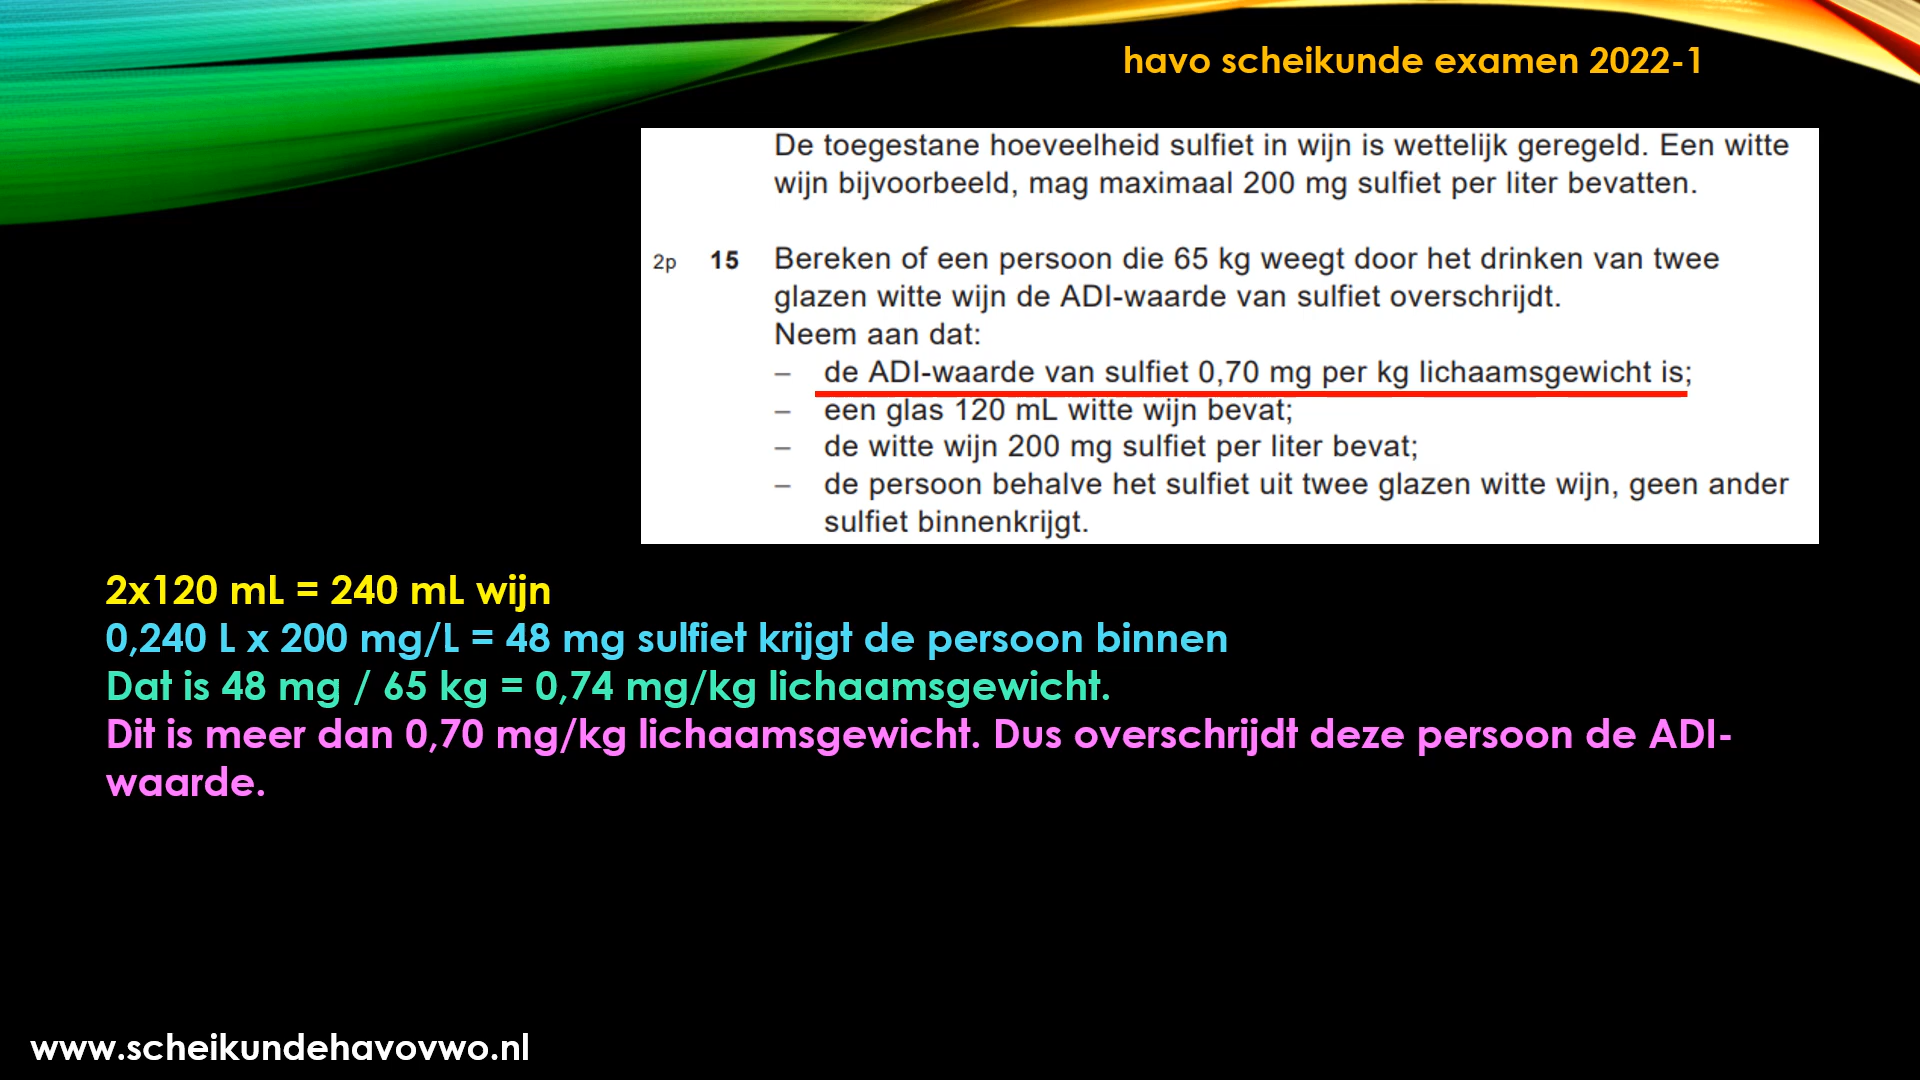 havo scheikunde examen 2022-1
De toegestane hoeveelheid sulfiet in wijn is wettelijk geregeld. Een witte
wijn bijvoorbeeld, mag maximaal 200 mg sulfiet per liter bevatten.
2p 15 Bereken of een persoon die 65 kg weegt door het drinken van twee
glazen witte wijn de ADI-waarde van sulfiet overschrijdt.
Neem aan dat:
– de ADI-waarde van sulfiet 0,70 mg per kg lichaamsgewicht is;
– een glas 120 mL witte wijn bevat;
– de witte wijn 200 mg sulfiet per liter bevat;
– de persoon behalve het sulfiet uit twee glazen witte wijn, geen ander
sulfiet binnenkrijgt.
2x120 mL = 240 mL wijn
0,240 L x 200 mg/L = 48 mg sulfiet krijgt de persoon binnen
Dat is 48 mg / 65 kg = 0,74 mg/kg lichaamsgewicht.
Dit is meer dan 0,70 mg/kg lichaamsgewicht. Dus overschrijdt deze persoon de ADI-
waarde.
www.scheikundehavovwo.nl